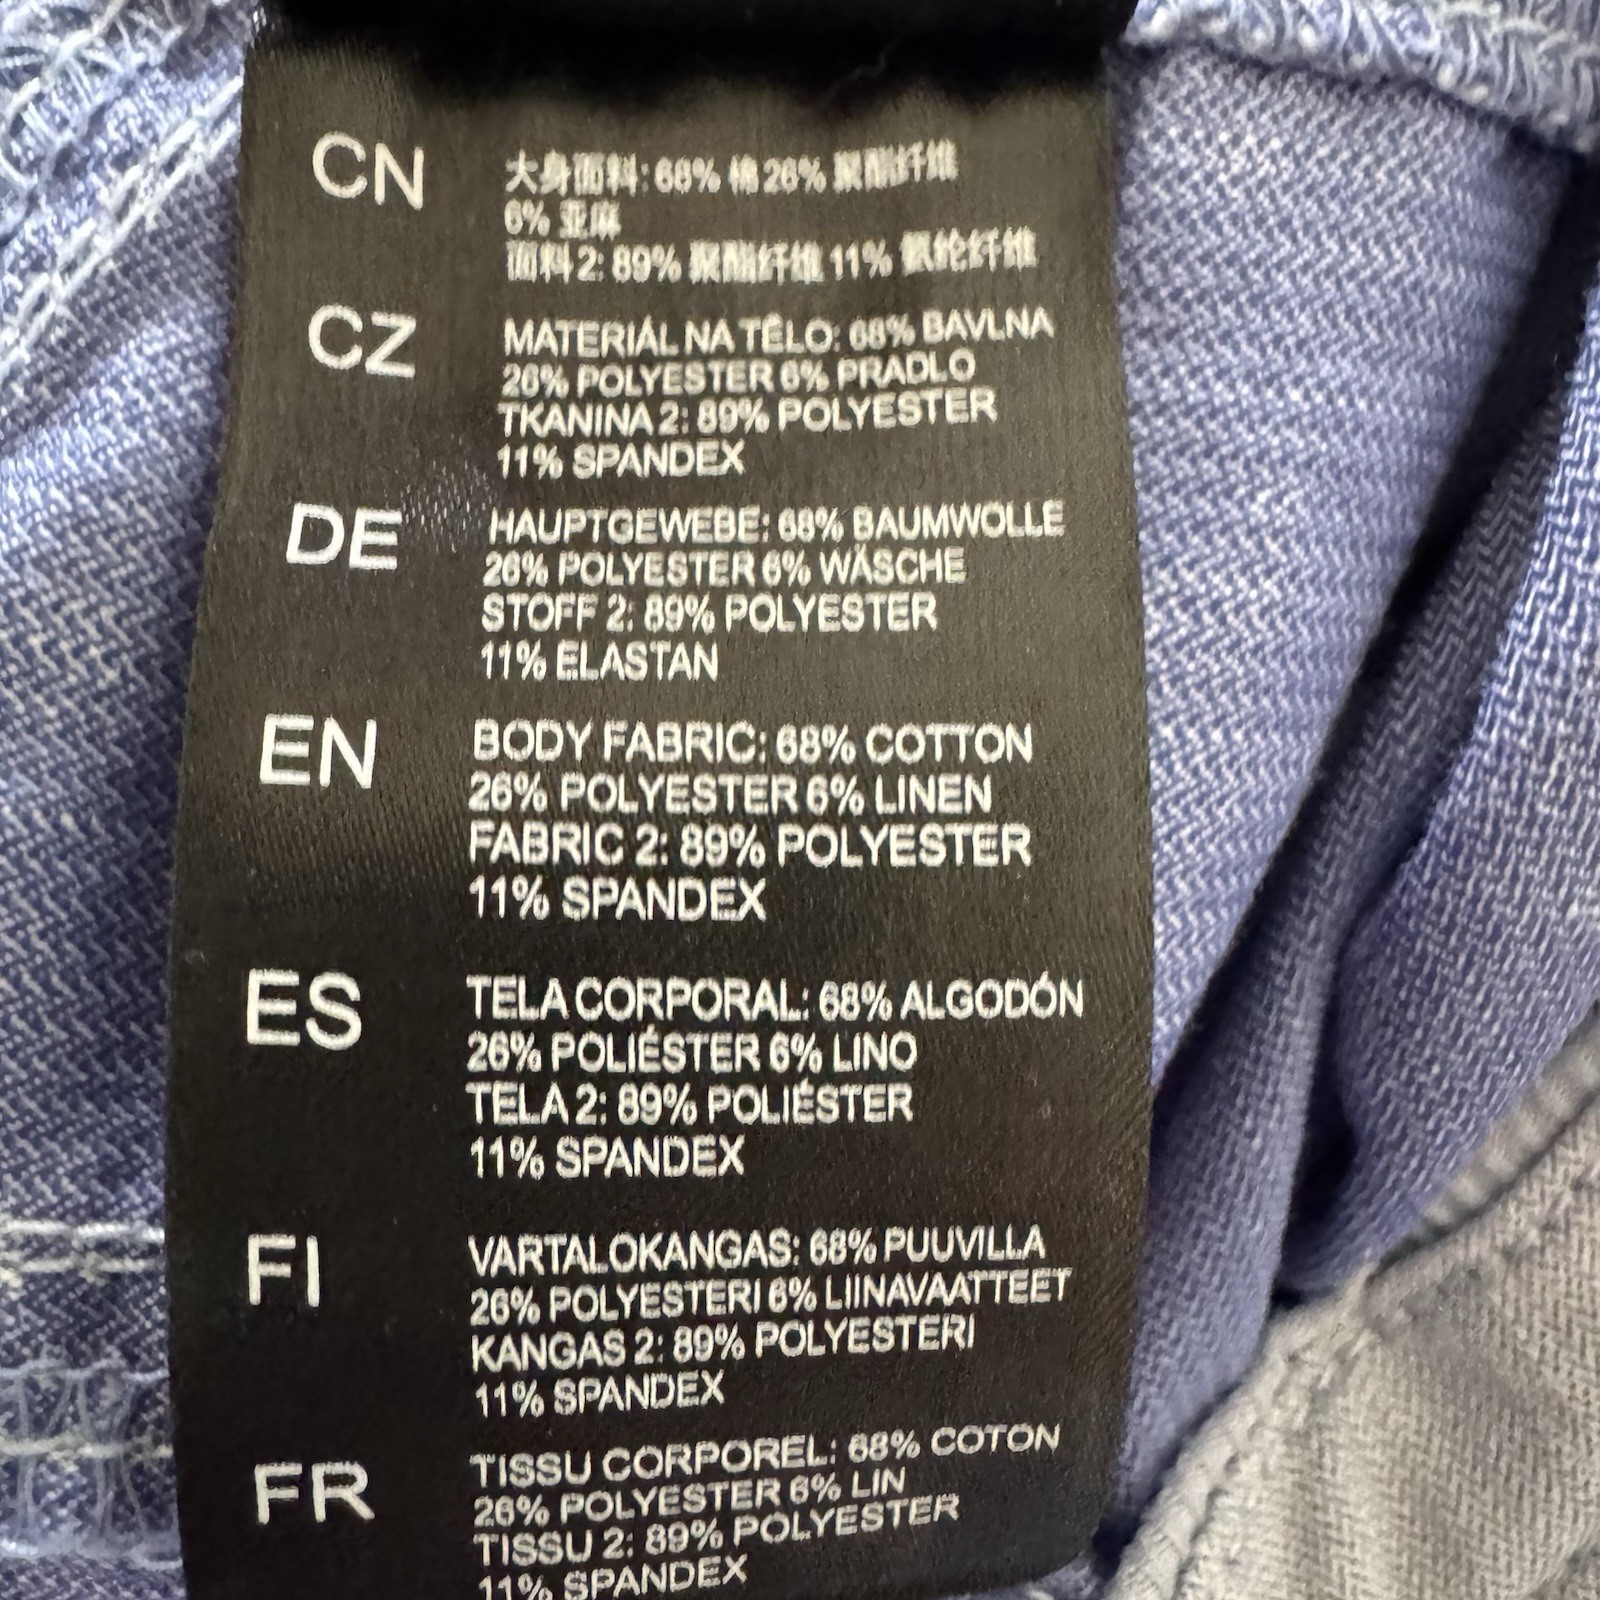 CN 大身面料: 68% 棉 26% 聚酯纤维
6% 亚麻
面料 2: 89% 聚酯纤维 11% 氨纶纤维
CZ MATERIÁL NA TĚLO: 68% BAVLNA
26% POLYESTER 6% PRÁDLO
TKANINA 2: 89% POLYESTER
11% SPANDEX
DE HAUPTGEWEBE: 68% BAUMWOLLE
26% POLYESTER 6% WÄSCHE
STOFF 2: 89% POLYESTER
11% ELASTAN
EN BODY FABRIC: 68% COTTON
26% POLYESTER 6% LINEN
FABRIC 2: 89% POLYESTER
11% SPANDEX
ES TELA CORPORAL: 68% ALGODÓN
26% POLIÉSTER 6% LINO
TELA 2: 89% POLIÉSTER
11% SPANDEX
FI VARTALOKANGAS: 68% PUUVILLA
26% POLYESTERI 6% LIINAVAATTEET
KANGAS 2: 89% POLYESTERI
11% SPANDEX
FR TISSU CORPOREL: 68% COTON
26% POLYESTER 6% LIN
TISSU 2: 89% POLYESTER
11% SPANDEX